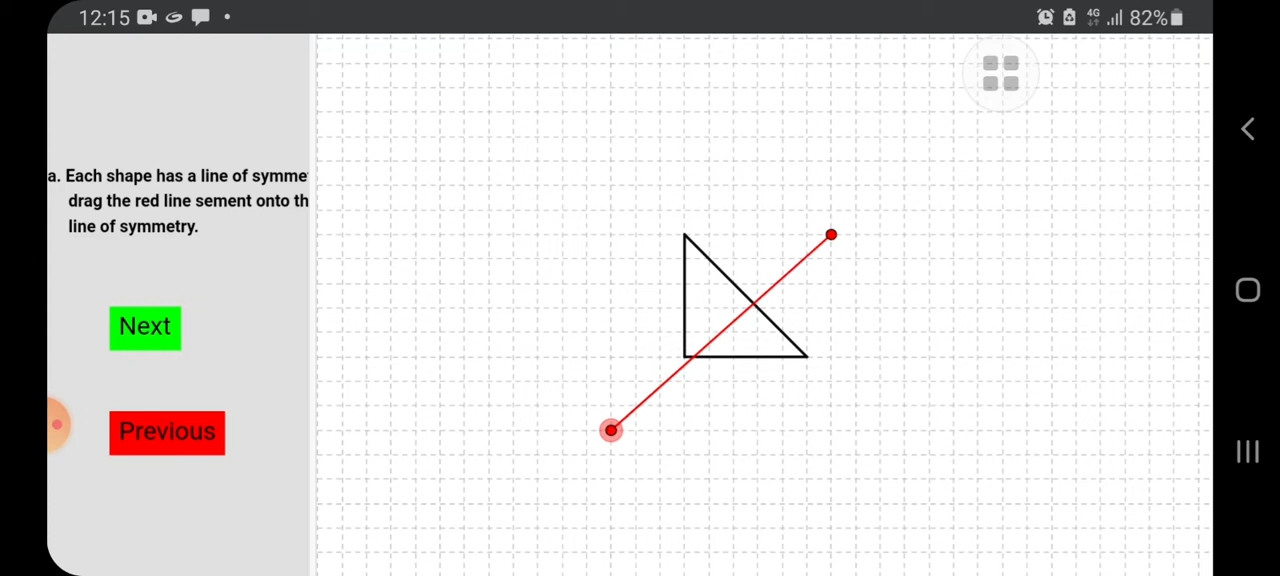 12:15
4G
82%
a. Each shape has a line of symme
drag the red line sement onto th
line of symmetry.
Next
Previous